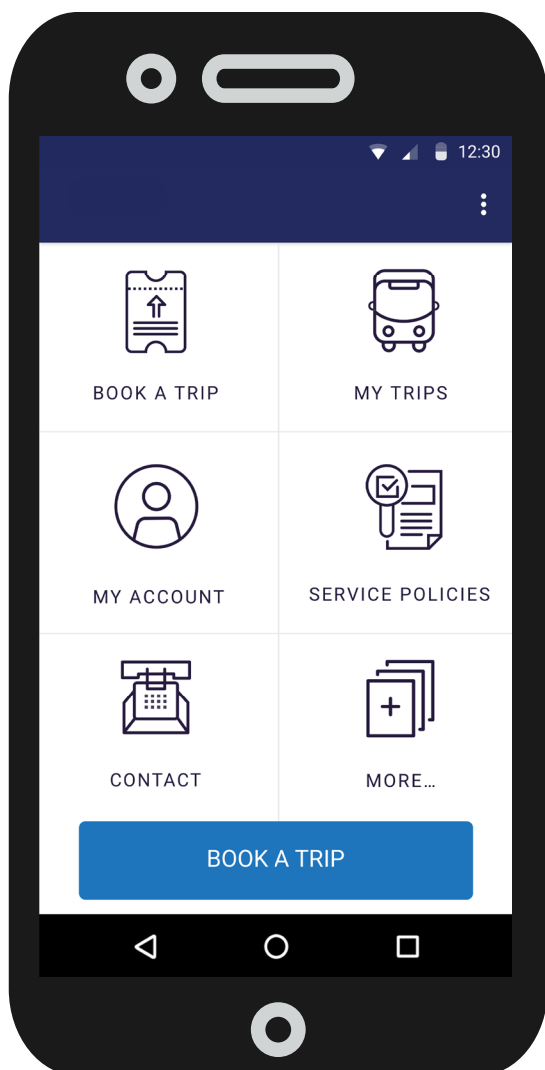 12:30
BOOK A TRIP
MY TRIPS
MY ACCOUNT
SERVICE POLICIES
CONTACT
MORE…
BOOK A TRIP